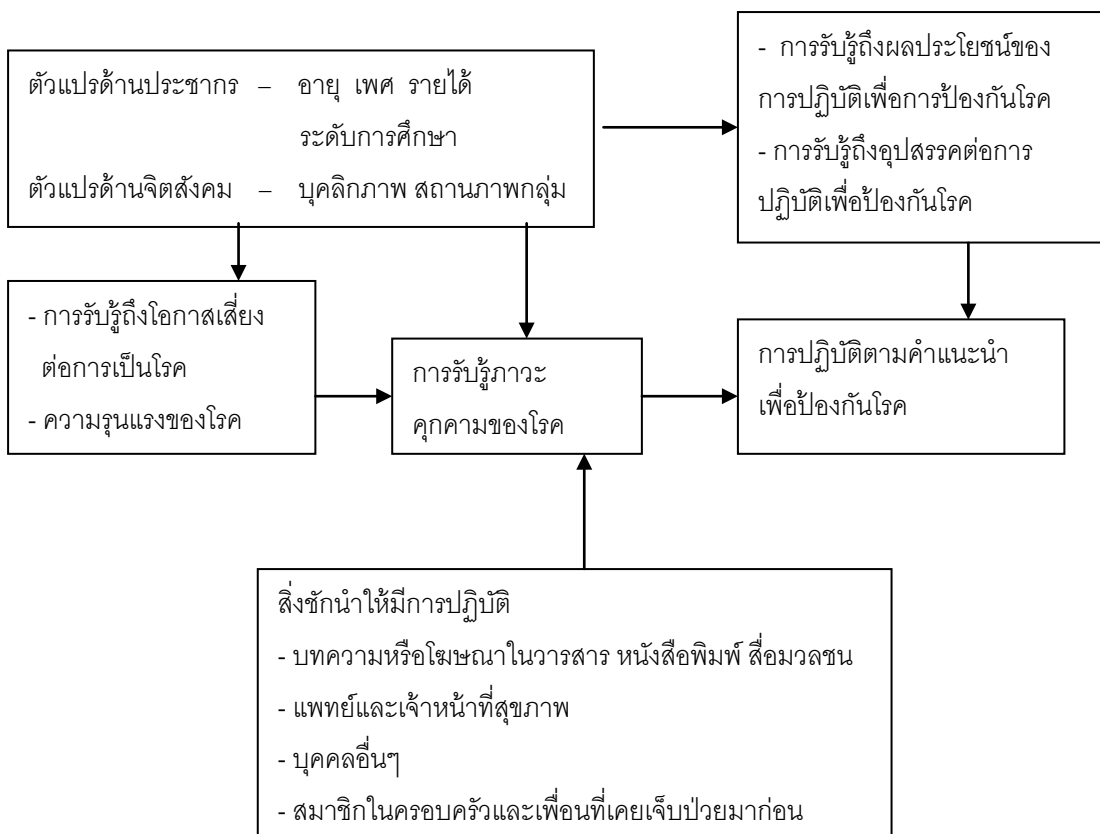 ตัวแปรด้านประชากร – อายุ เพศ รายได้
ระดับการศึกษา
ตัวแปรด้านจิตสังคม – บุคลิกภาพ สถานภาพกลุ่ม
- การรับรู้ถึงผลประโยชน์ของ
การปฏิบัติเพื่อการป้องกันโรค
- การรับรู้ถึงอุปสรรคต่อการ
ปฏิบัติเพื่อป้องกันโรค
- การรับรู้ถึงโอกาสเสี่ยง
ต่อการเป็นโรค
- ความรุนแรงของโรค
การรับรู้ภาวะ
คุกคามของโรค
การปฏิบัติตามคำแนะนำ
เพื่อป้องกันโรค
สิ่งชักนำให้มีการปฏิบัติ
- บทความหรือโฆษณาในวารสาร หนังสือพิมพ์ สื่อมวลชน
- แพทย์และเจ้าหน้าที่สุขภาพ
- บุคคลอื่นๆ
- สมาชิกในครอบครัวและเพื่อนที่เคยเจ็บป่วยมาก่อน